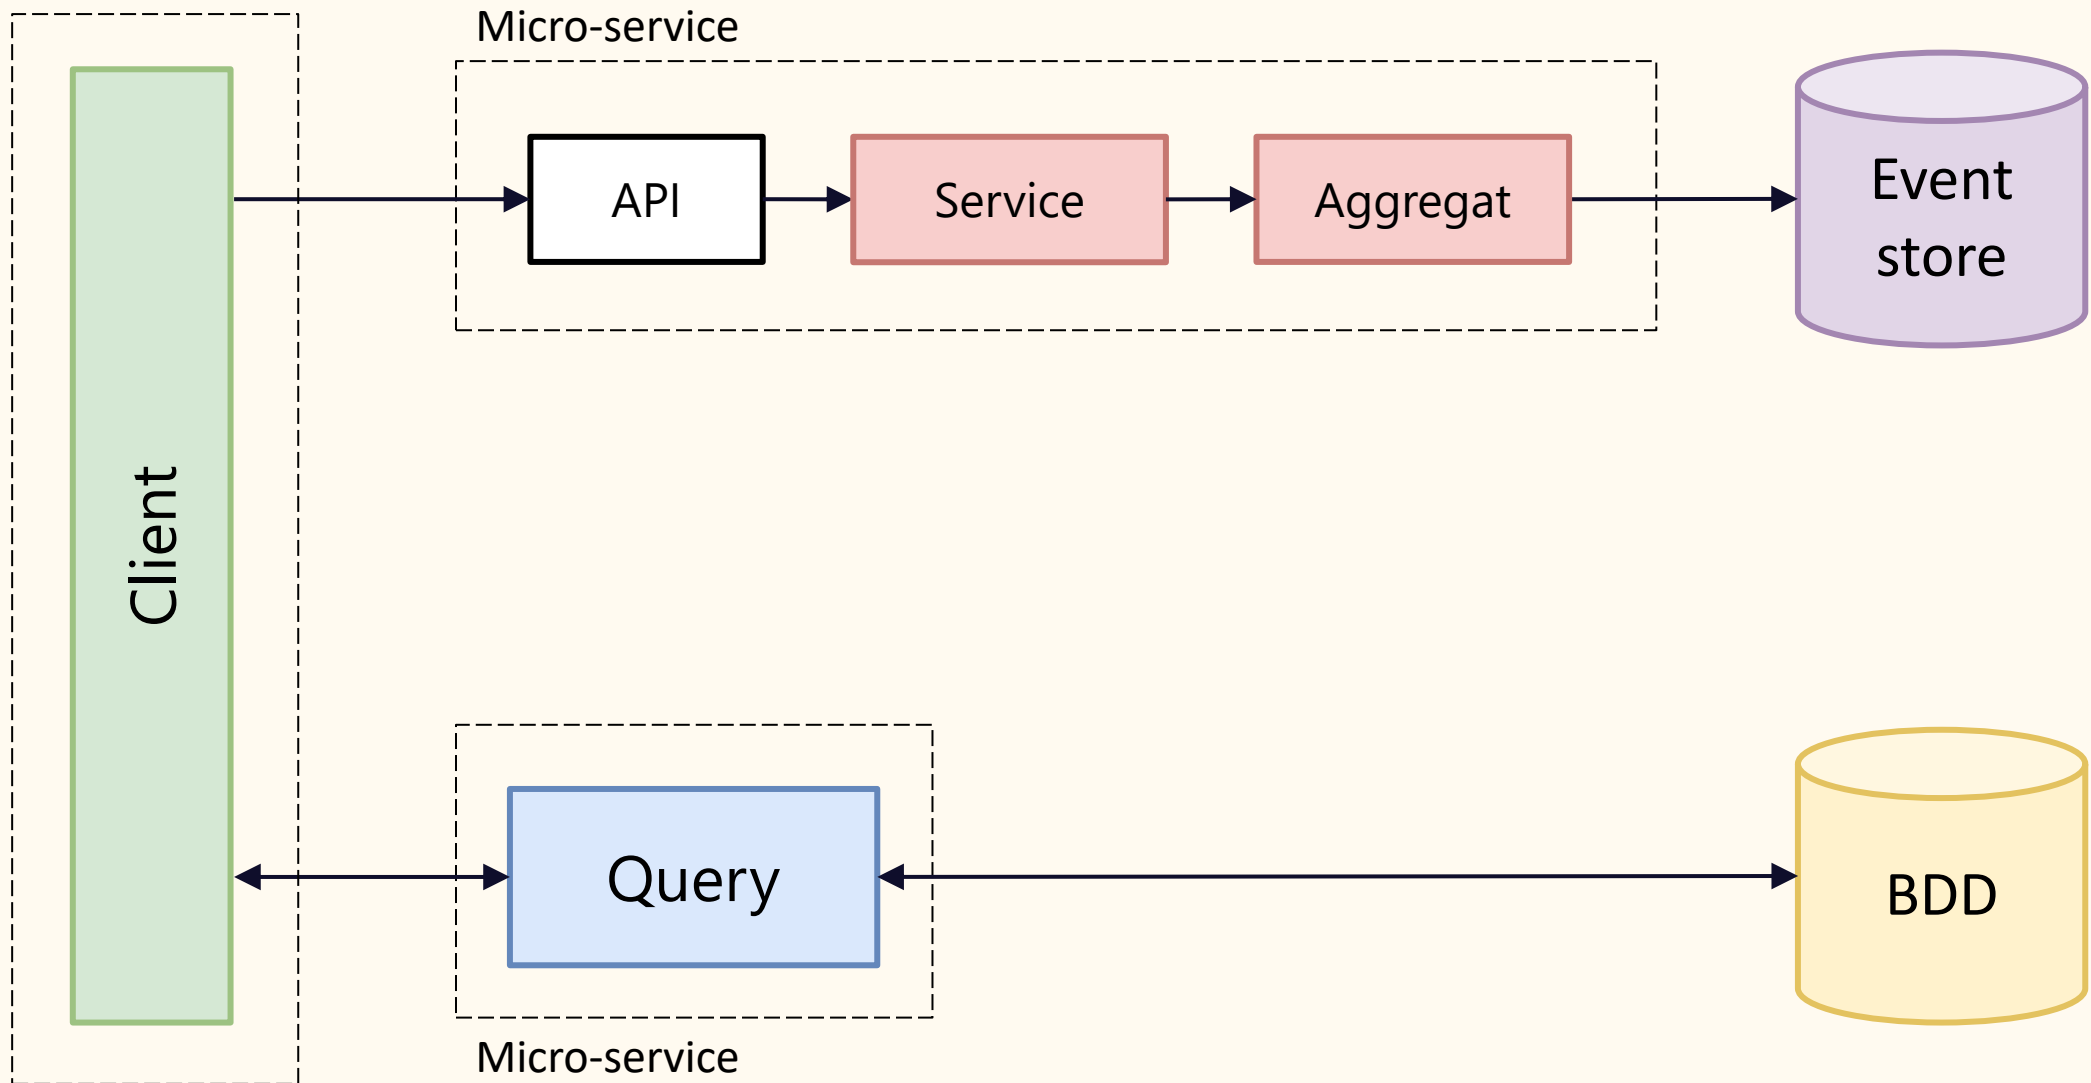 Micro-service
API
Service
Aggregat
Event
store
Client
Query
BDD
Micro-service